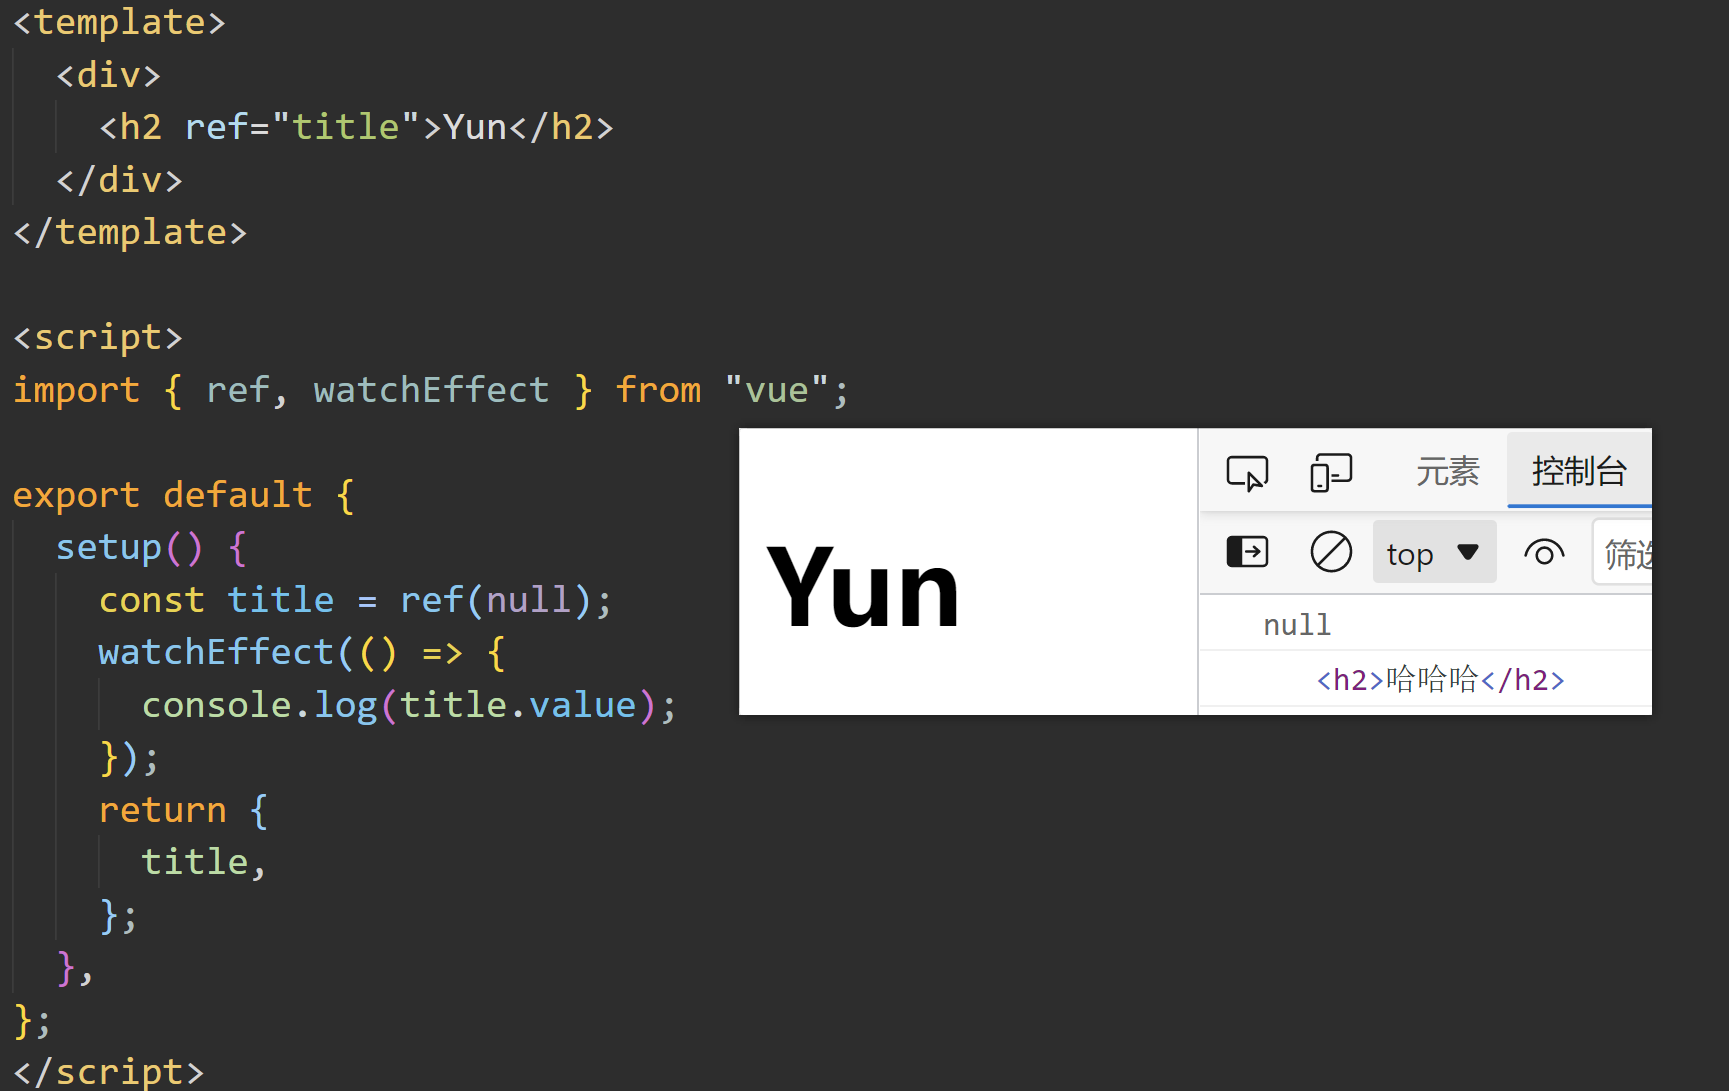 <template>
  <div>
    <h2 ref="title">Yun</h2>
  </div>
</template>

<script>
import { ref, watchEffect } from "vue";

export default {
  setup() {
    const title = ref(null);
    watchEffect(() => {
      console.log(title.value);
    });
    return {
      title,
    };
  },
};
</script>
Yun
元素 控制台
top
null
<h2>哈哈哈</h2>